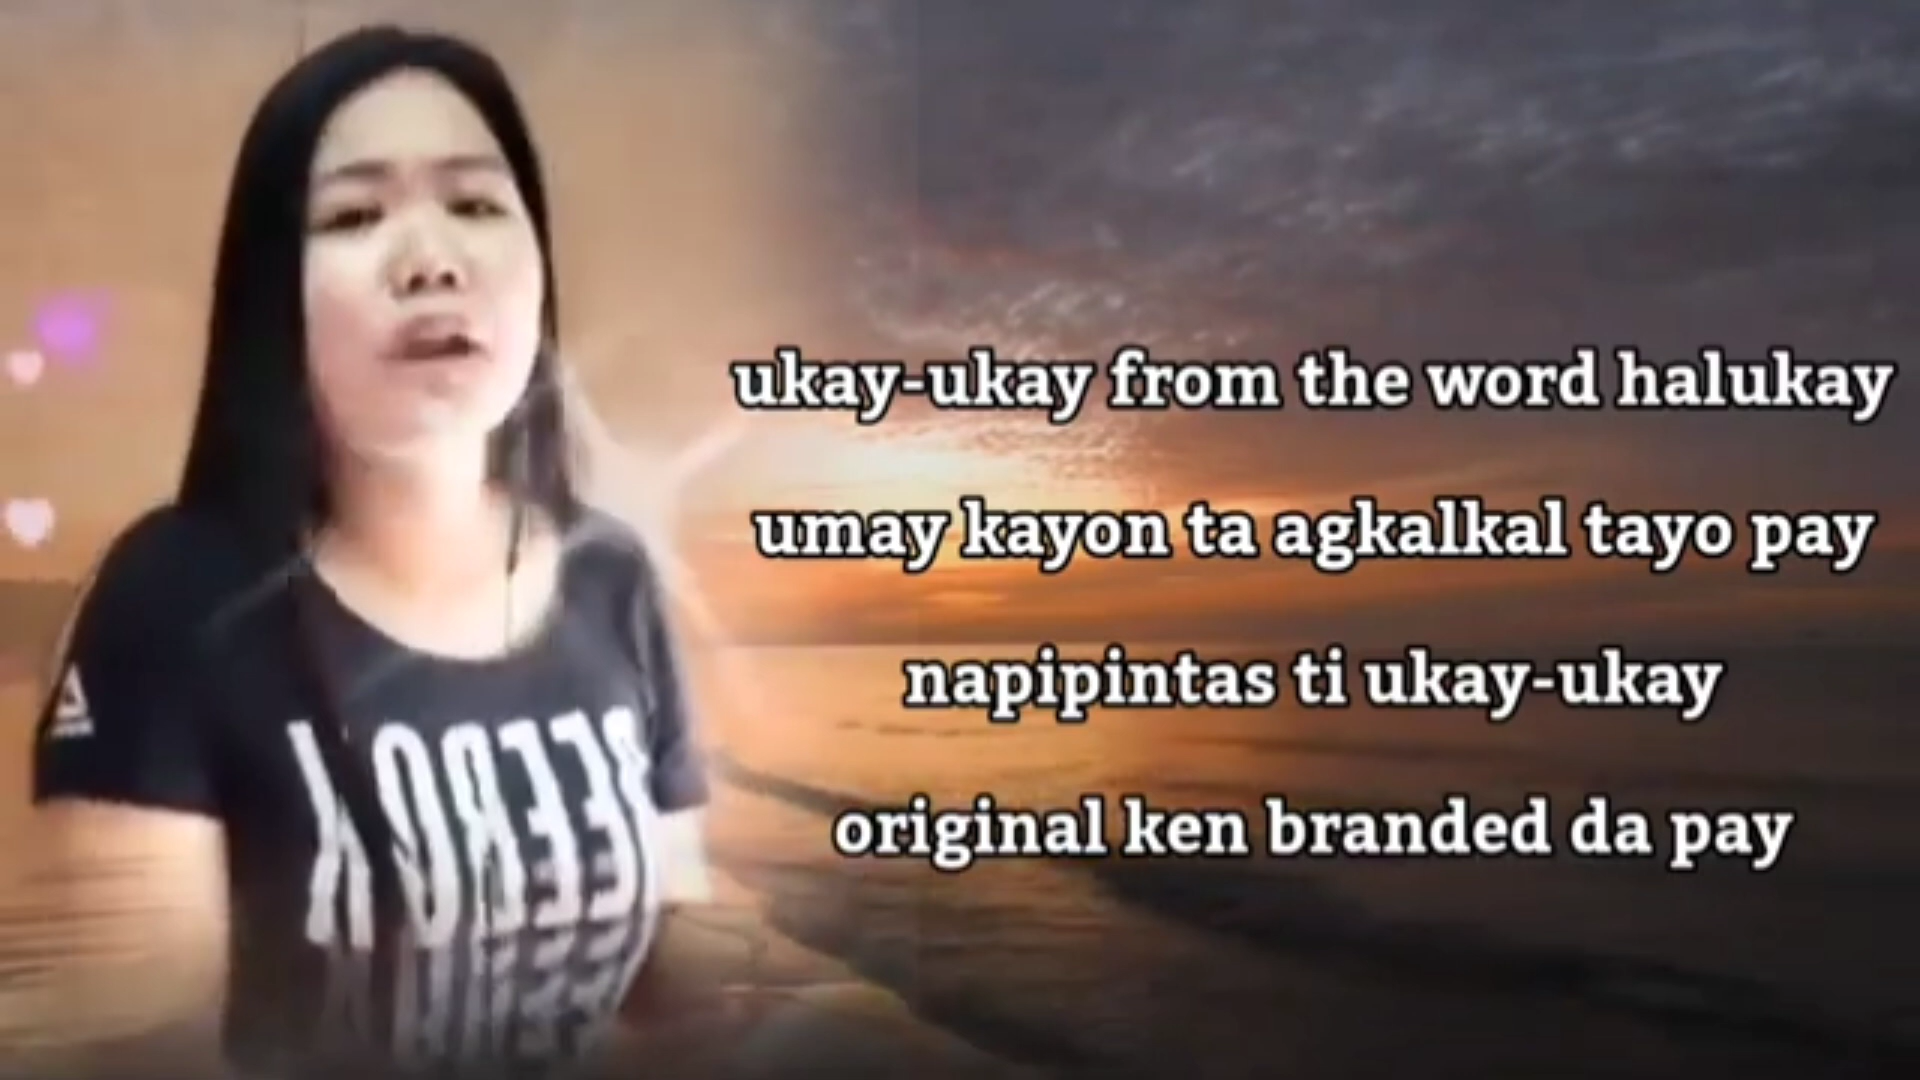 ukay-ukay from the word halukay
umay kayon ta agkalkal tayo pay
napipintas ti ukay-ukay
original ken branded da pay